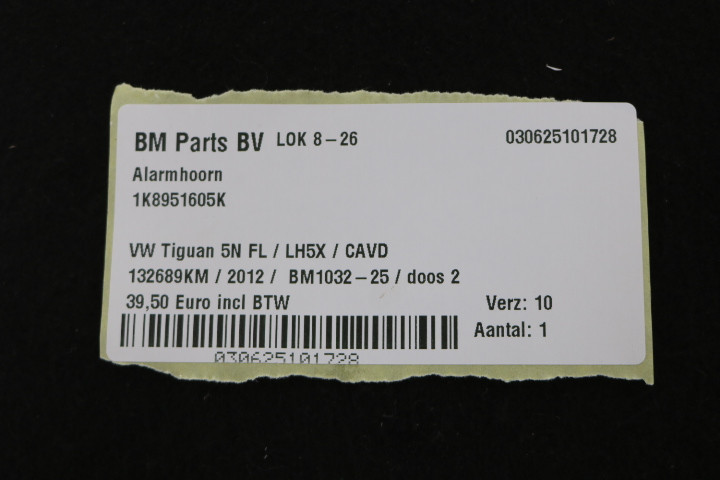 BM Parts BV LOK 8-26 030625101728
Alarmhoorn
1K8951605K
VW Tiguan 5N FL / LH5X / CAVD
132689KM / 2012 / BM1032-25 / doos 2
39,50 Euro incl BTW Verz: 10
Aantal: 1
030625101728